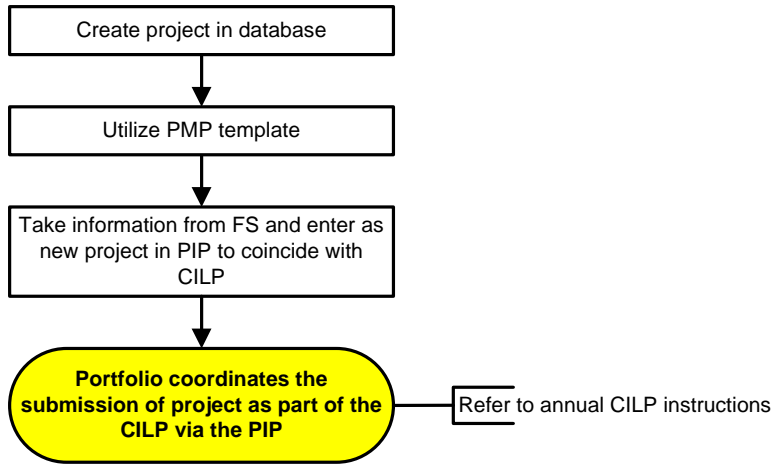 Create project in database
Utilize PMP template
Take information from FS and enter as
new project in PIP to coincide with
CILP
Portfolio coordinates the
submission of project as part of the
CILP via the PIP
Refer to annual CILP instructions